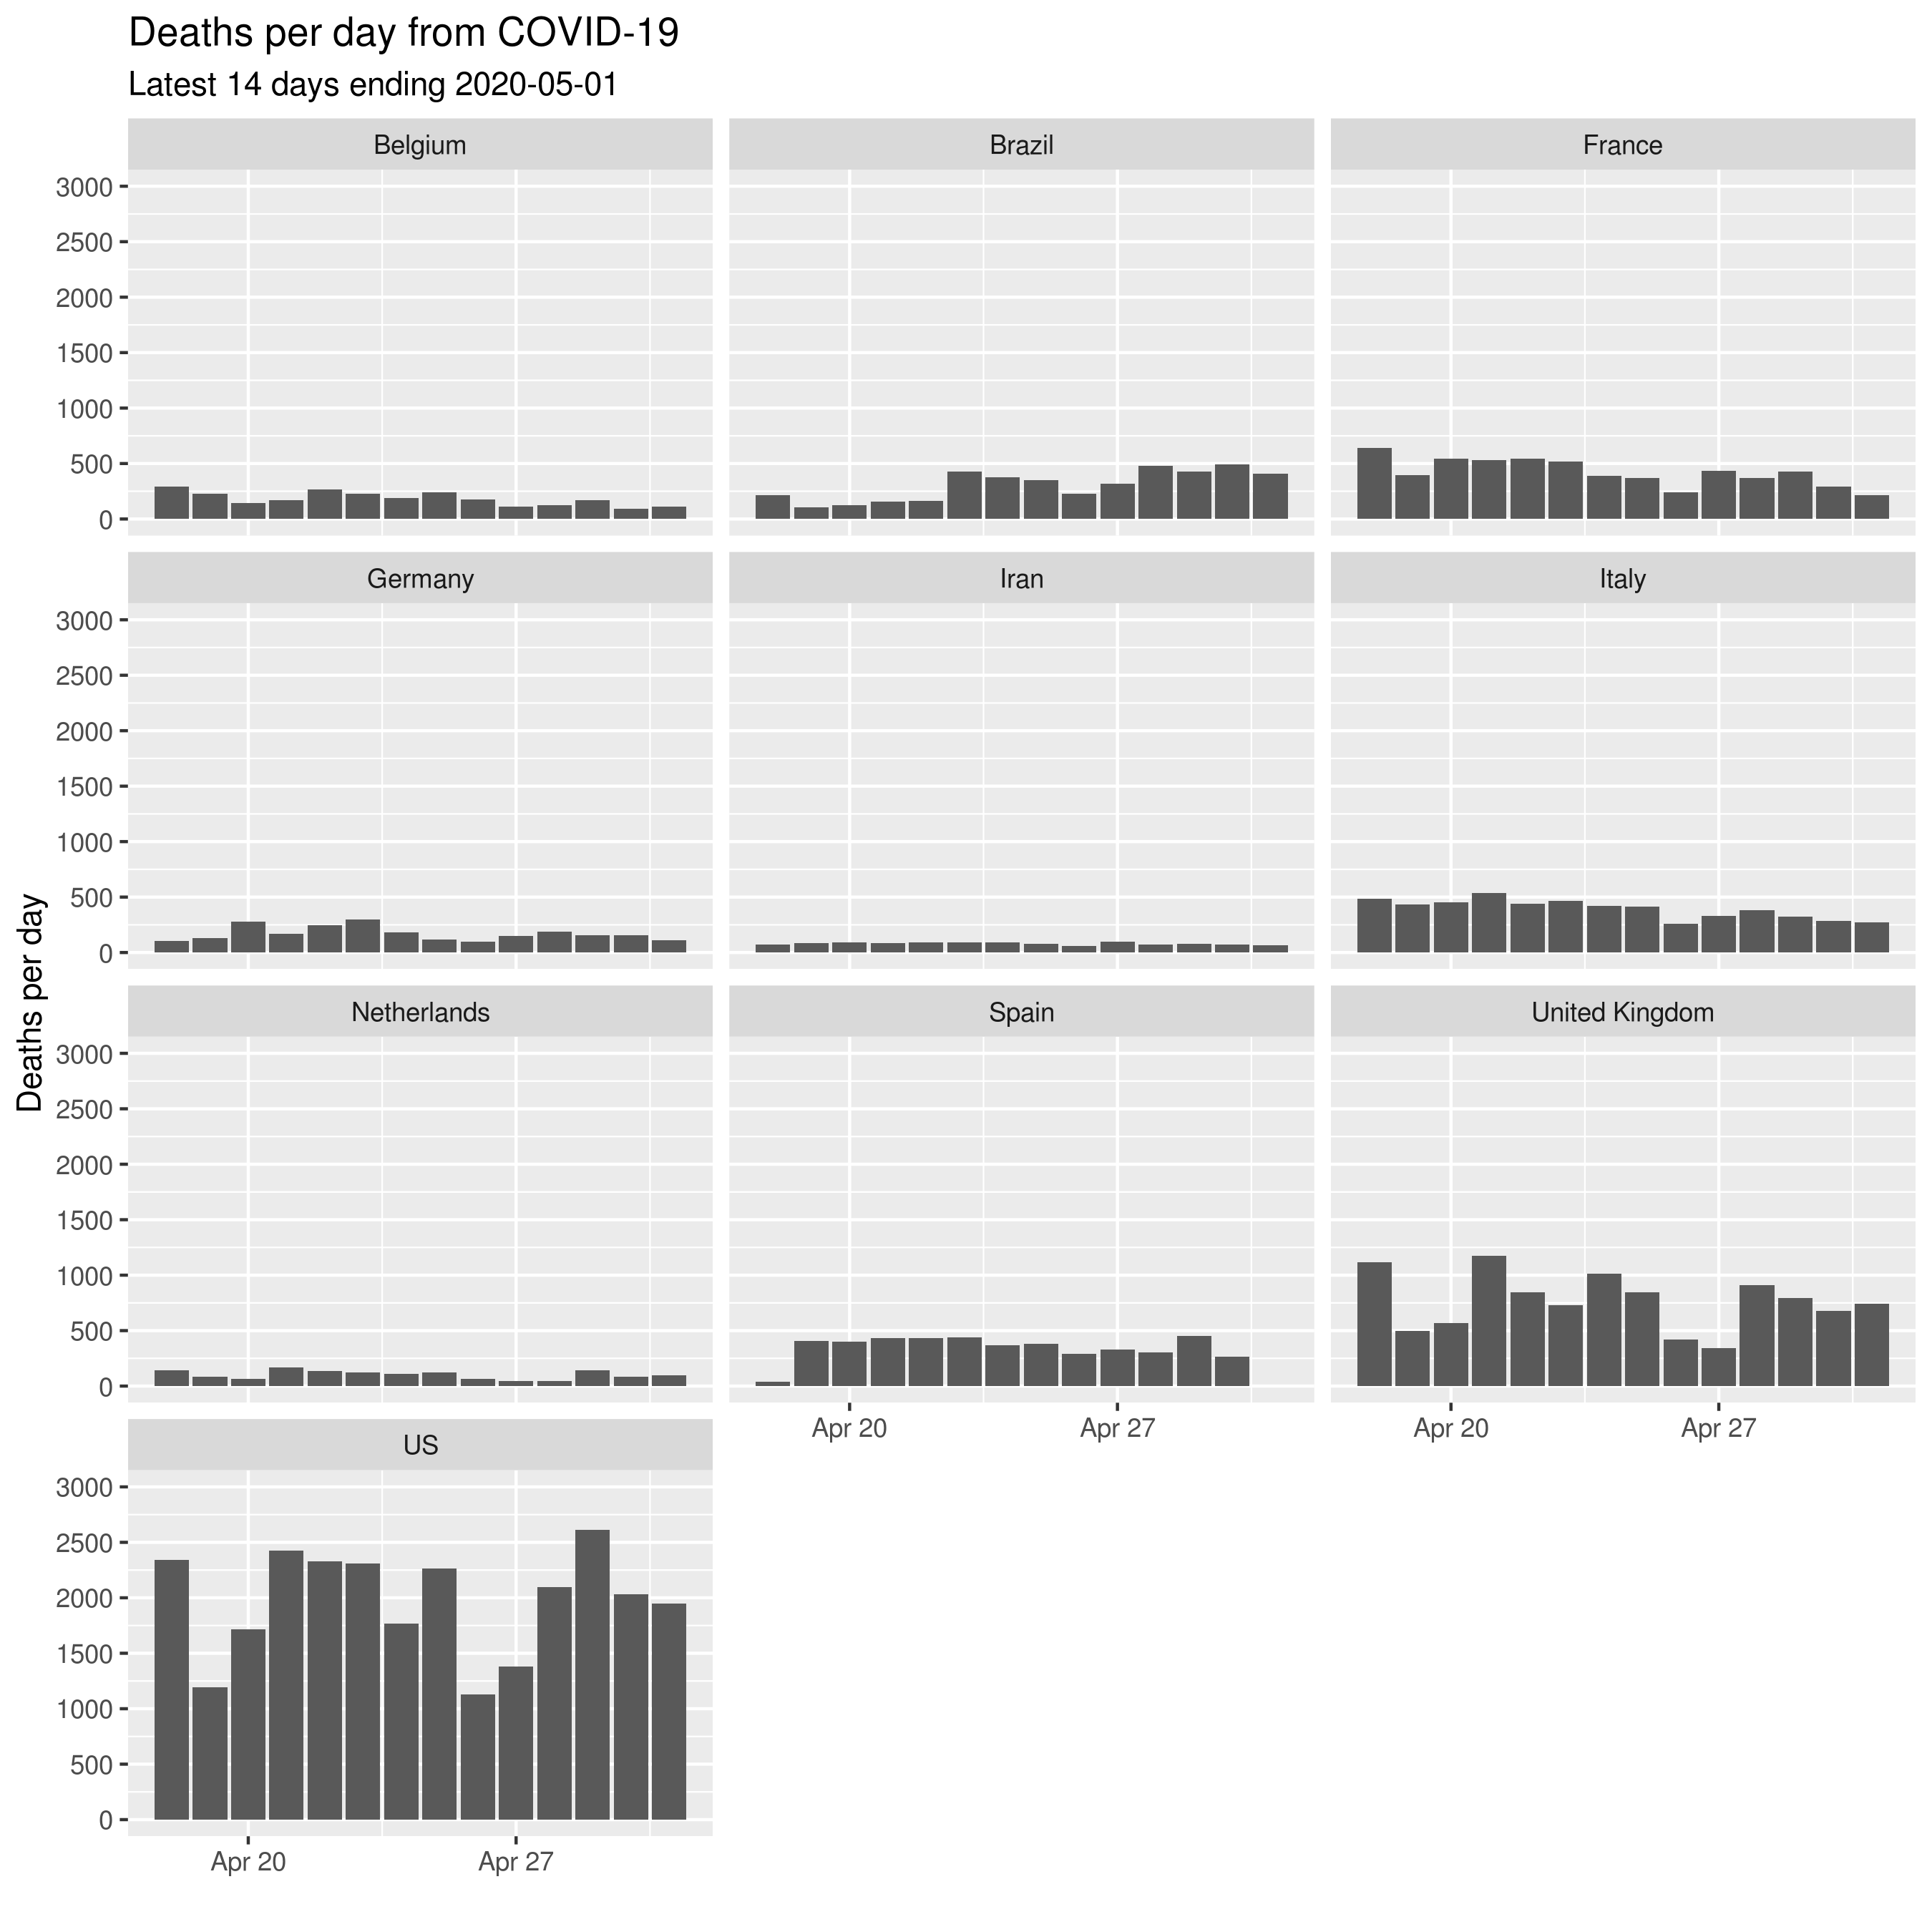 Deaths per day from COVID-19
Latest 14 days ending 2020-05-01
Belgium
Brazil
France
3000
2500
2000
1500
1000
500
0
Germany
Iran
Italy
3000
2500
2000
1500
1000
500
0
Deaths per day
Netherlands
Spain
United Kingdom
3000
2500
2000
1500
1000
500
0
Apr 20
Apr 27
Apr 20
Apr 27
US
3000
2500
2000
1500
1000
500
0
Apr 20
Apr 27